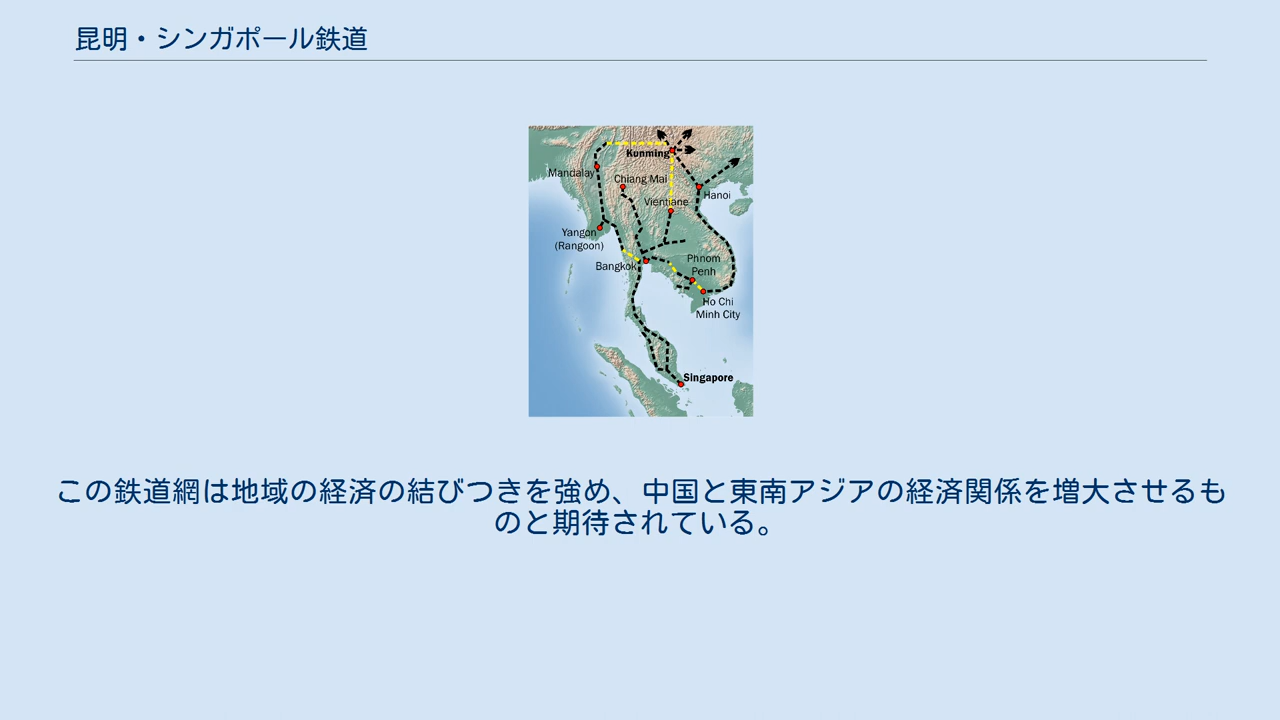 昆明・シンガポール鉄道
Kunming
Mandalay
Chiang Mai
Hanoi
Vientiane
Yangon
(Rangoon)
Bangkok
Phnom
Penh
Ho Chi
Minh City
Singapore
この鉄道網は地域の経済の結びつきを強め、中国と東南アジアの経済関係を増大させるも
のと期待されている。